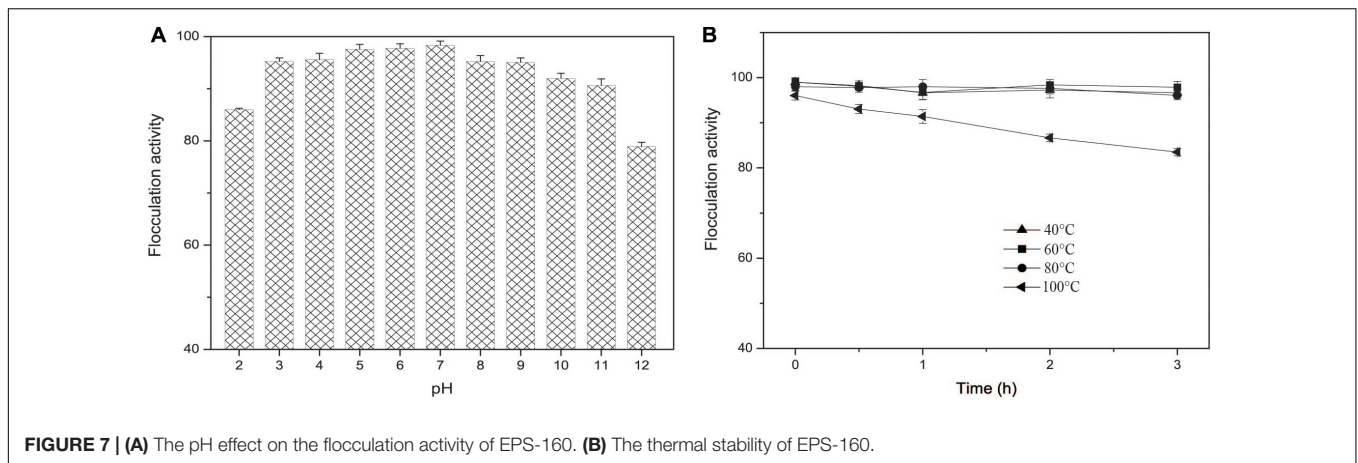 A
Flocculation activity
100
80
60
40
2 3 4 5 6 7 8 9 10 11 12
pH
B
Flocculation activity
100
80
60
40
40°C
60°C
80°C
100°C
0 1 2 3
Time (h)
FIGURE 7 | (A) The pH effect on the flocculation activity of EPS-160. (B) The thermal stability of EPS-160.